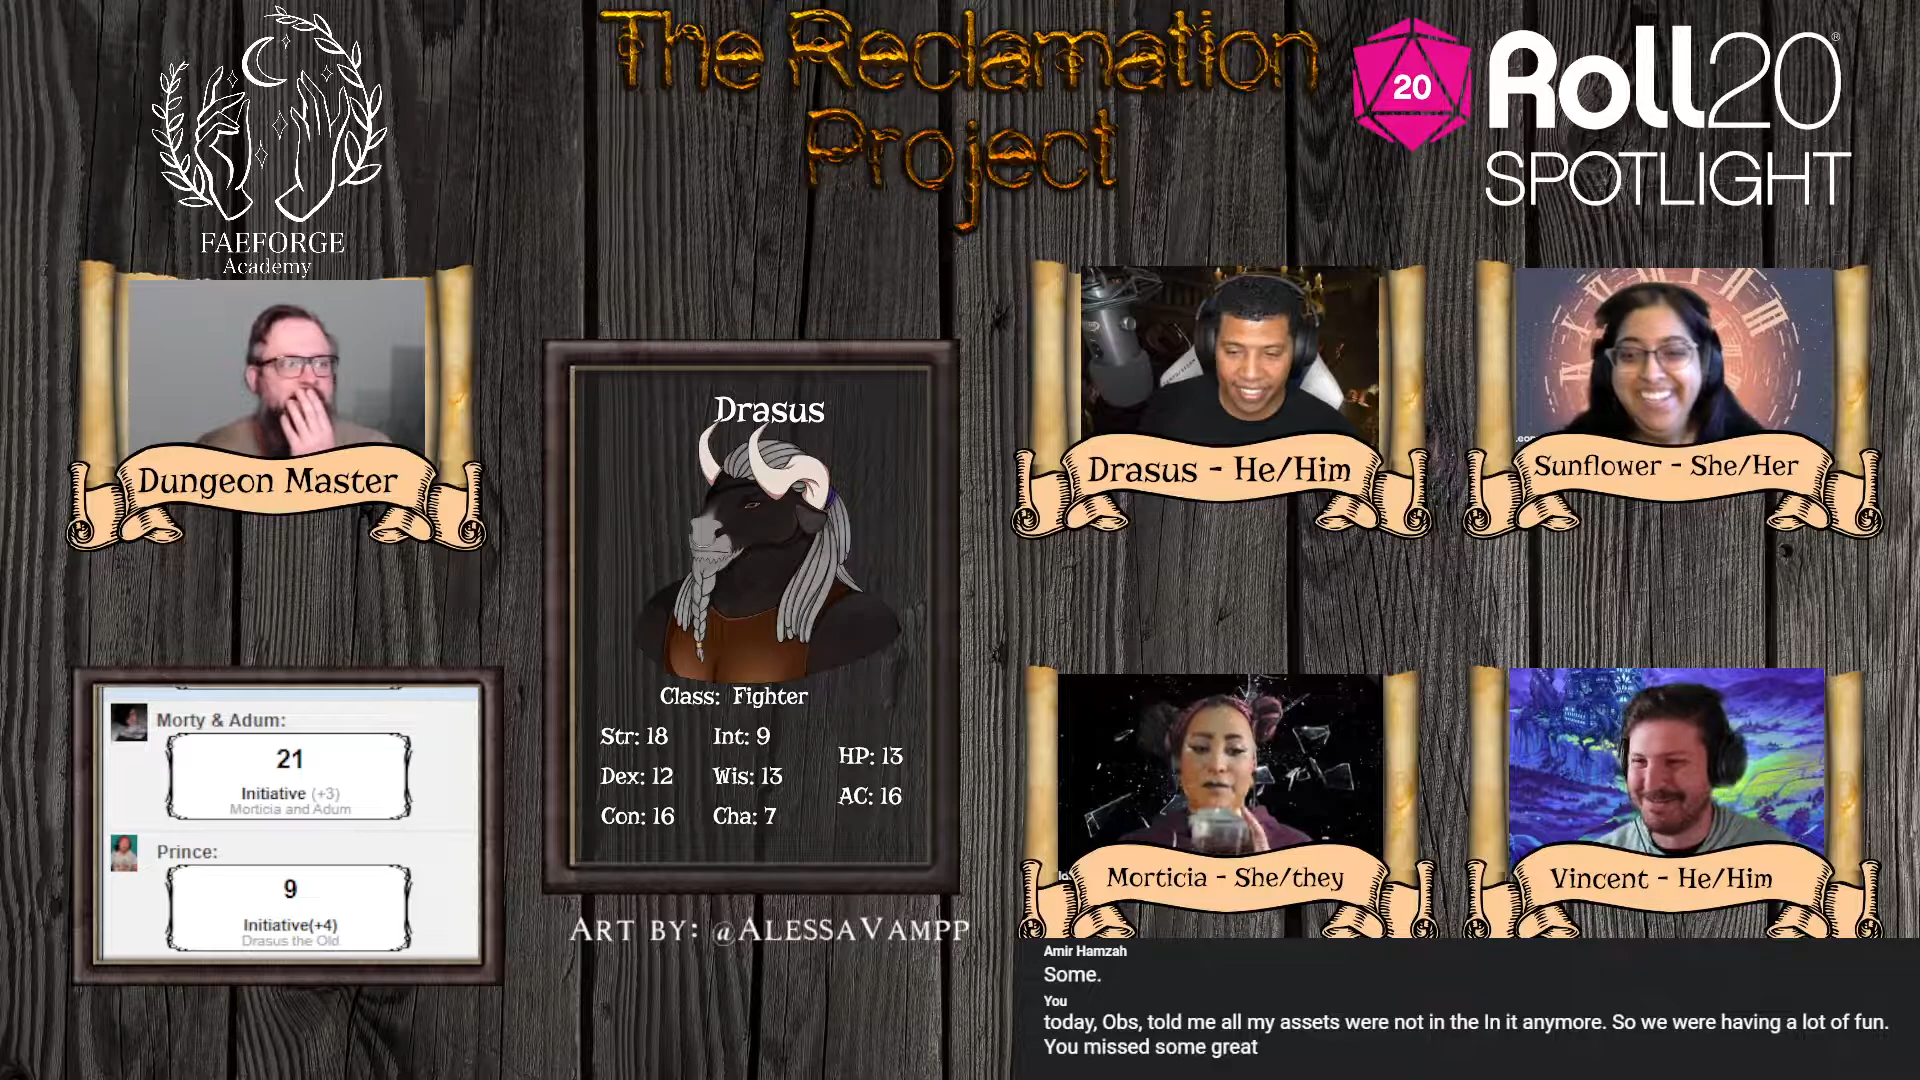 The Reclamation
Project
20
Roll20®
SPOTLIGHT
FAEFORGE
Academy
Dungeon Master
Drasus
Class: Fighter
Str: 18 Int: 9
HP: 13
Dex: 12 Wis: 13
AC: 16
Con: 16 Cha: 7
ART BY: @ALESSAVAMPP
Drasus - He/Him
Sunflower - She/Her
Morticia - She/they
Vincent - He/Him
Morty & Adum:
21
Initiative (+3)
Morticia and Adum
Prince:
9
Initiative(+4)
Drasus the Old
Amir Hamzah
Some.
You
today, Obs, told me all my assets were not in the In it anymore. So we were having a lot of fun.
You missed some great